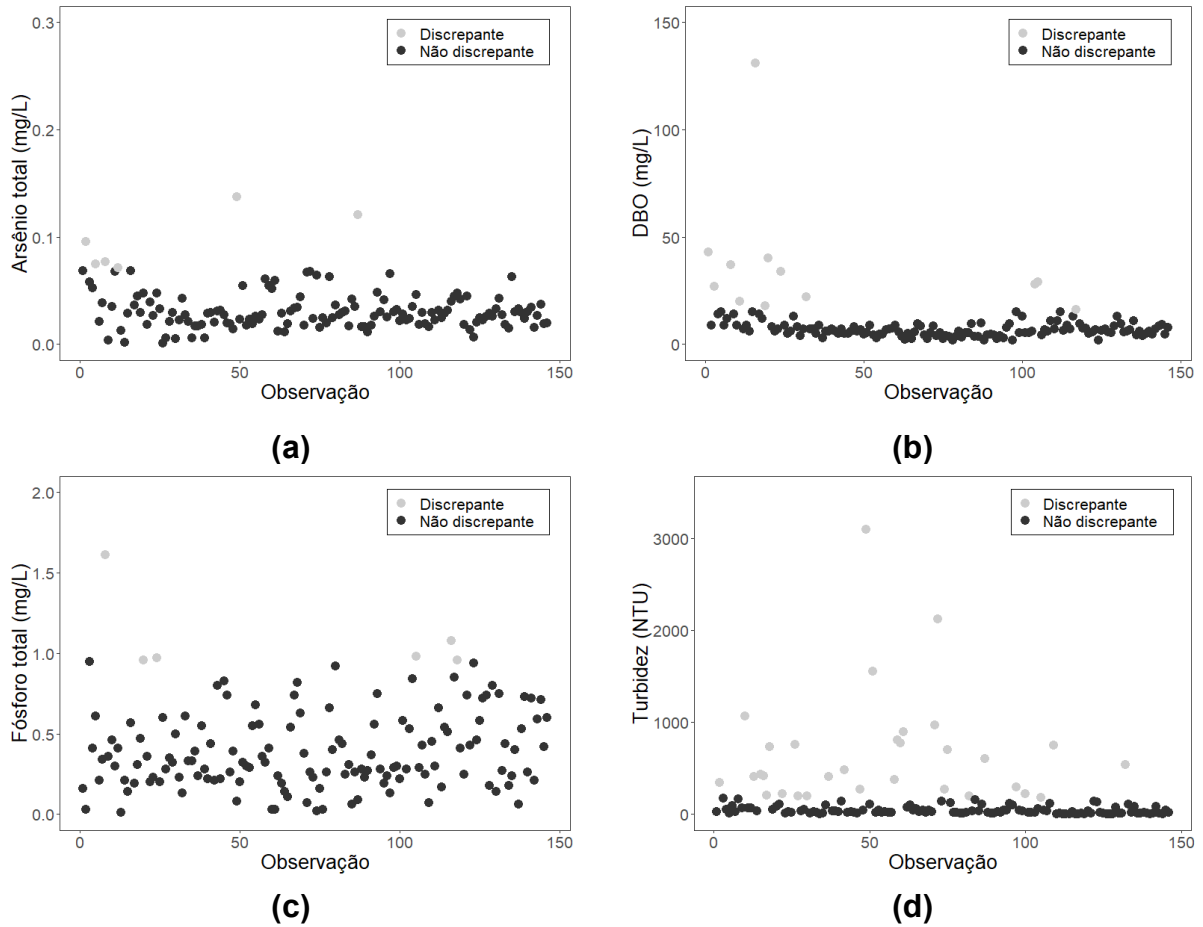 0.3
0.2
0.1
0.0
Arsênio total (mg/L)
Discrepante
Não discrepante
0 50 100 150
Observação
(a)
150
100
50
0
DBO (mg/L)
Discrepante
Não discrepante
0 50 100 150
Observação
(b)
2.0
1.5
1.0
0.5
0.0
Fósforo total (mg/L)
Discrepante
Não discrepante
0 50 100 150
Observação
(c)
3000
2000
1000
0
Turbidez (NTU)
Discrepante
Não discrepante
0 50 100 150
Observação
(d)